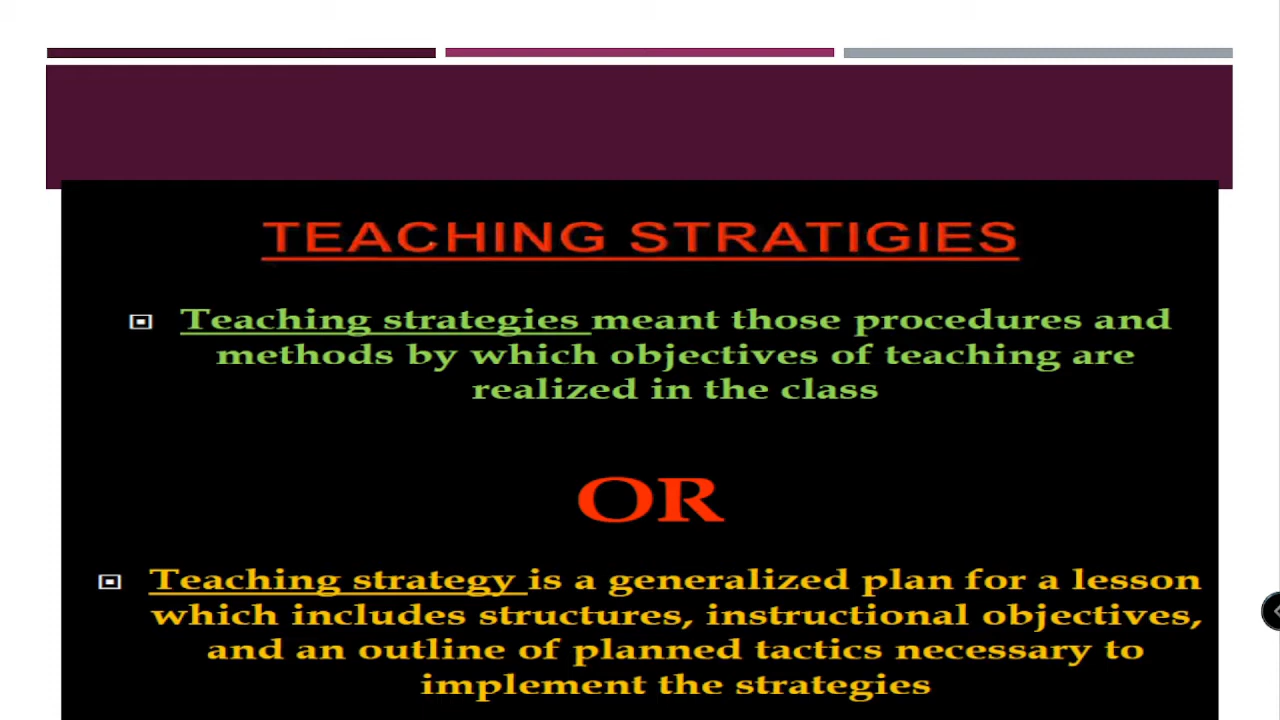 TEACHING STRATIGIES
Teaching strategies meant those procedures and
methods by which objectives of teaching are
realized in the class
OR
Teaching strategy is a generalized plan for a lesson
which includes structures, instructional objectives,
and an outline of planned tactics necessary to
implement the strategies